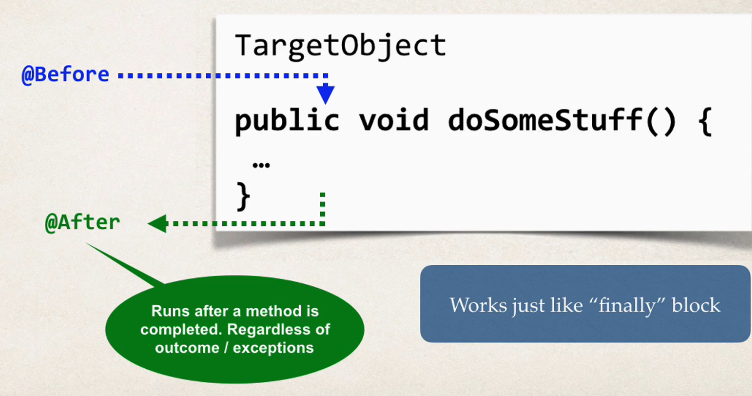 TargetObject
@Before
public void doSomeStuff() {
…
}
@After
Runs after a method is
completed. Regardless of
outcome / exceptions
Works just like “finally” block